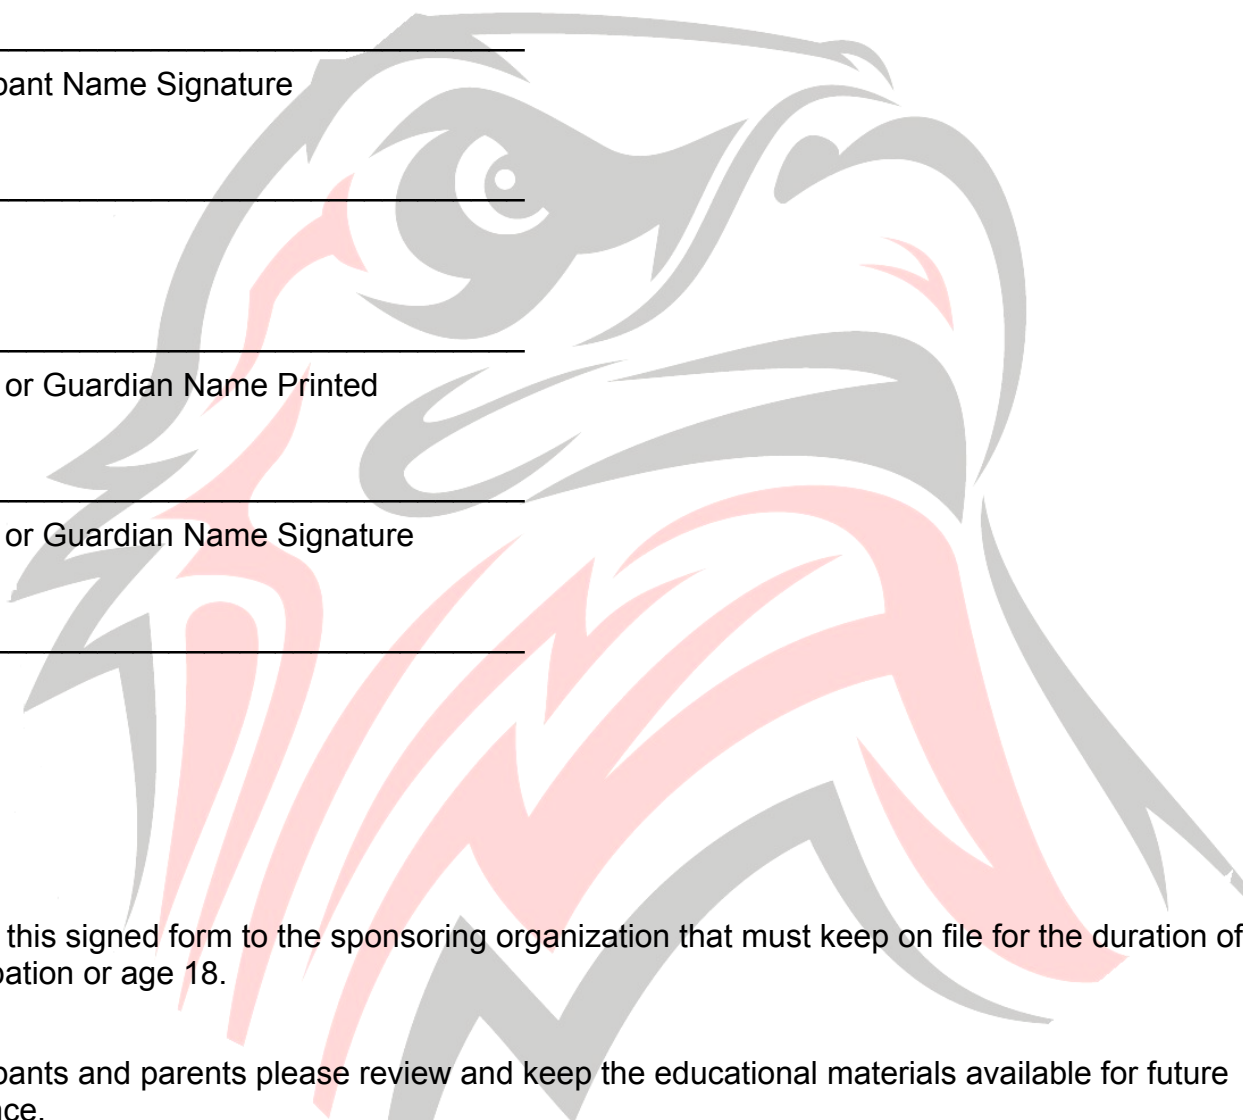 pant Name Signature
or Guardian Name Printed
or Guardian Name Signature
this signed form to the sponsoring organization that must keep on file for the duration of
pation or age 18.
pants and parents please review and keep the educational materials available for future
nce.